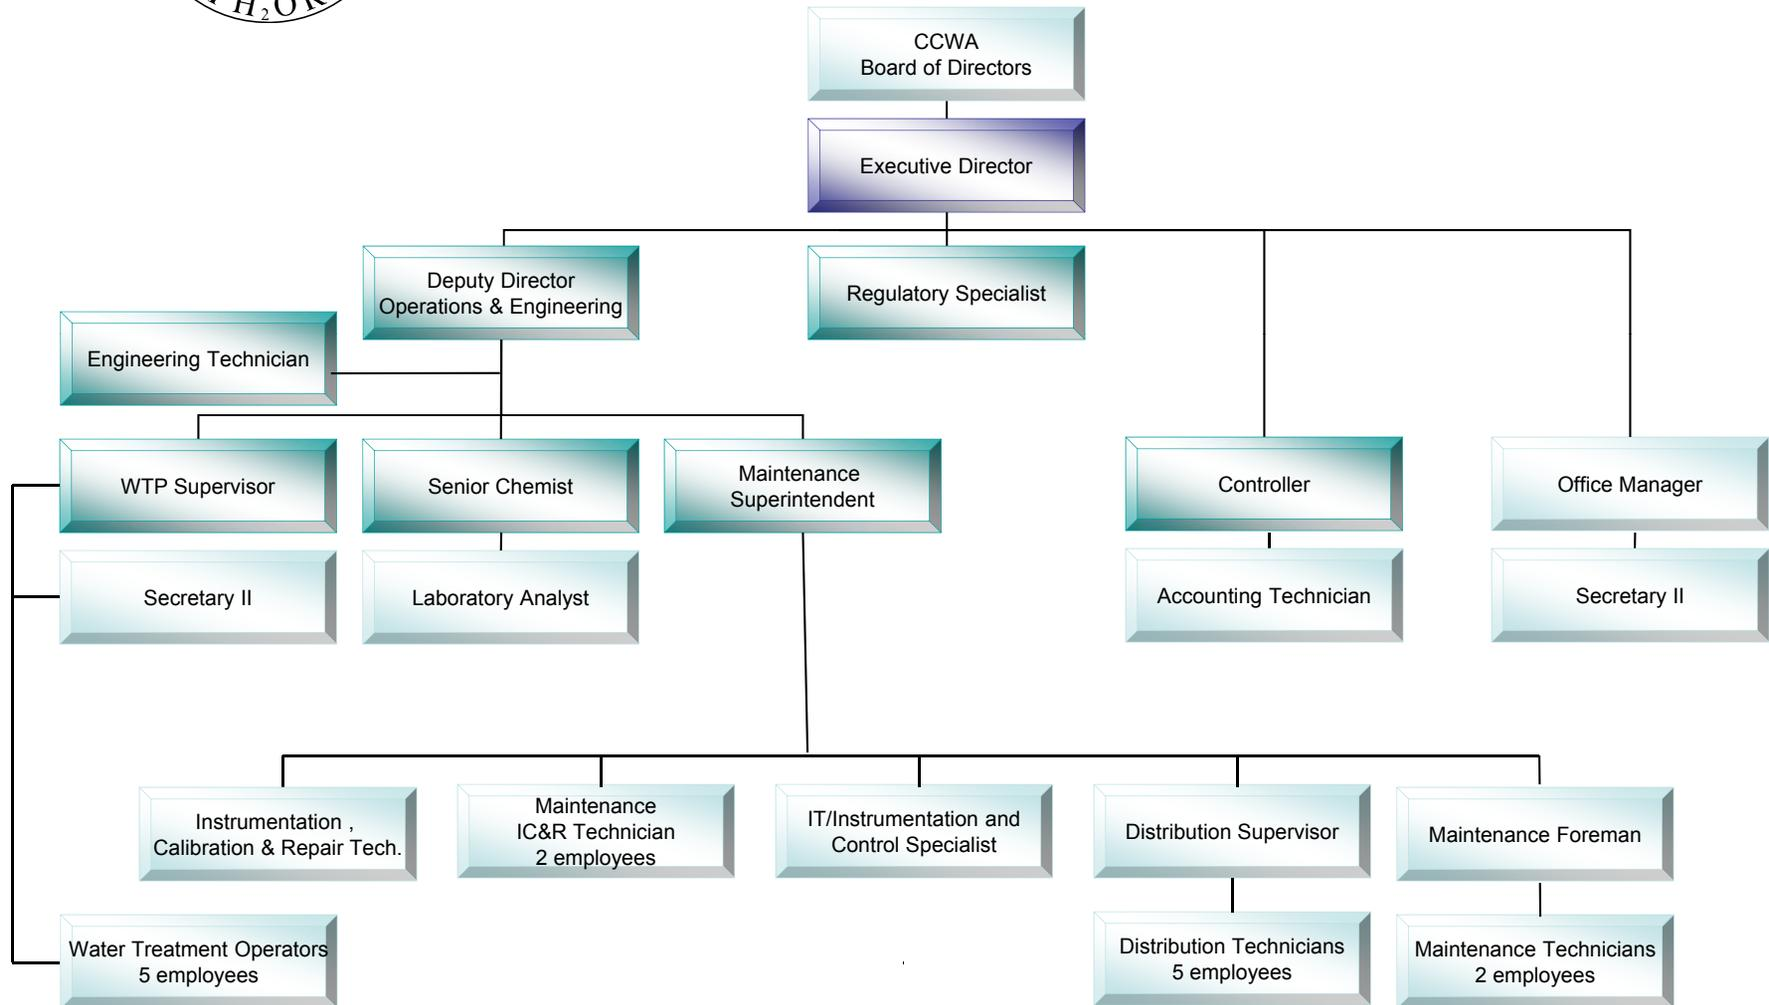 PH₂OR
CCWA
Board of Directors
Executive Director
Deputy Director
Operations & Engineering
Regulatory Specialist
Engineering Technician
WTP Supervisor
Senior Chemist
Maintenance
Superintendent
Controller
Office Manager
Secretary II
Laboratory Analyst
Accounting Technician
Secretary II
Instrumentation ,
Calibration & Repair Tech.
Maintenance
IC&R Technician
2 employees
IT/Instrumentation and
Control Specialist
Distribution Supervisor
Maintenance Foreman
Water Treatment Operators
5 employees
Distribution Technicians
5 employees
Maintenance Technicians
2 employees